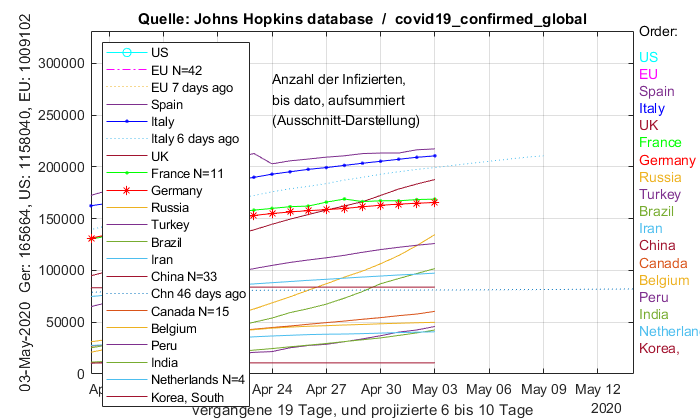 Quelle: Johns Hopkins database / covid19_confirmed_global
03-May-2020 Ger: 165664, US: 1158040, EU: 1009102
300000
250000
200000
150000
100000
50000
0
US
EU N=42
EU 7 days ago
Spain
Italy
Italy 6 days ago
UK
France N=11
Germany
Russia
Turkey
Brazil
Iran
China N=33
Chn 46 days ago
Canada N=15
Belgium
Peru
India
Netherlands N=4
Korea, South
Anzahl der Infizierten,
bis dato, aufsummiert
(Ausschnitt-Darstellung)
Order:
US
EU
Spain
Italy
UK
France
Germany
Russia
Turkey
Brazil
Iran
China
Canada
Belgium
Peru
India
Netherland
Korea,
Ap Apr 24 Apr 27 Apr 30 May 03 May 06 May 09 May 12
2020
vergangene 19 Tage, und projizierte 6 bis 10 Tage